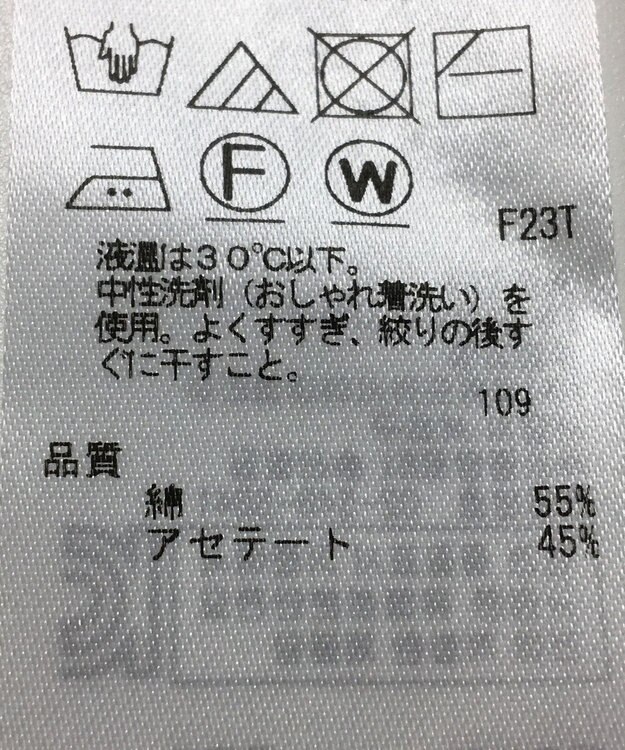 F
W
F23T
液温は30℃以下。
中性洗剤（おしゃれ着洗い）を
使用。よくすすぎ、絞りの後す
ぐに干すこと。
109
品質
綿 55%
アセテート 45%